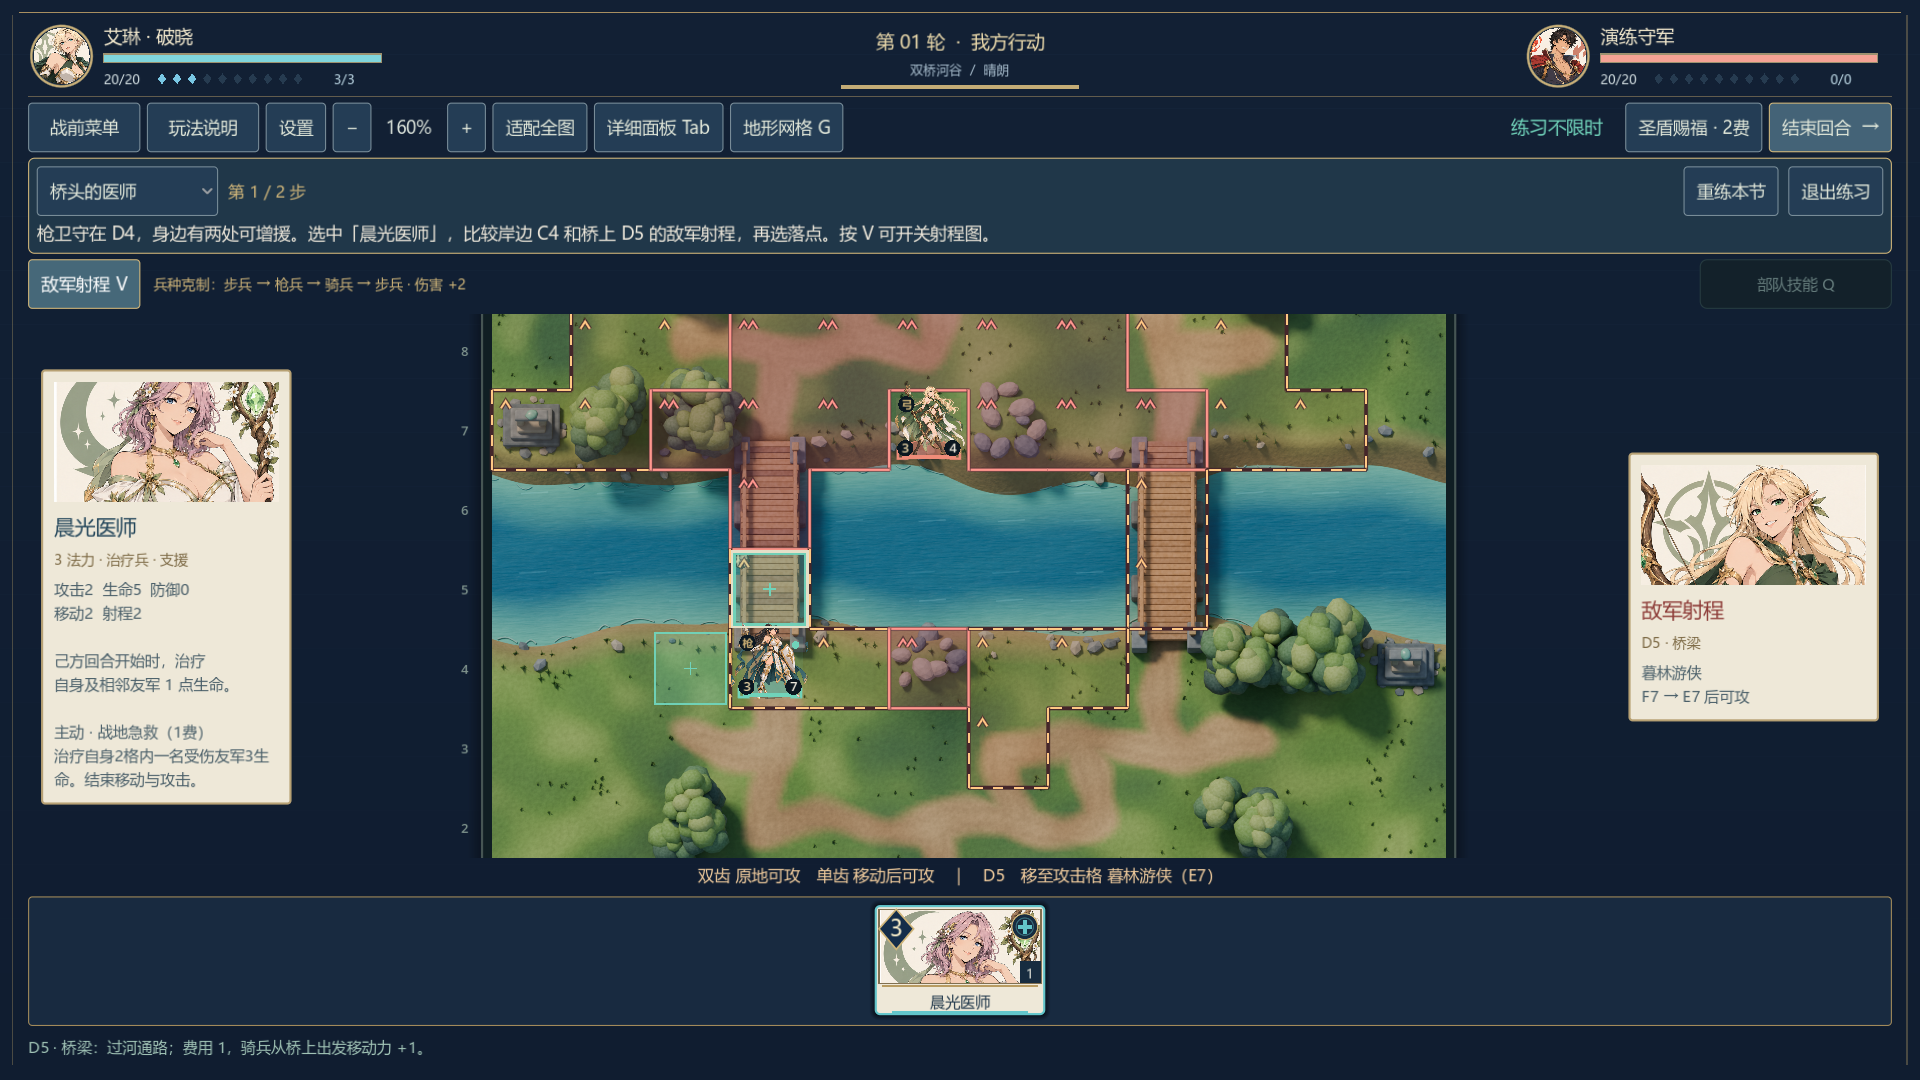 艾琳 · 破晓
20/20
3/3
第 01 轮 · 我方行动
双桥河谷 / 晴朗
演练守军
20/20
0/0
战前菜单
玩法说明
设置
−
160%
+
适配全图
详细面板 Tab
地形网格 G
练习不限时
圣盾赐福 · 2费
结束回合 →
桥头的医师
第 1 / 2 步
重练本节
退出练习
枪卫守在 D4，身边有两处可增援。选中「晨光医师」，比较岸边 C4 和桥上 D5 的敌军射程，再选落点。按 V 可开关射程图。
敌军射程 V
兵种克制：步兵 → 枪兵 → 骑兵 → 步兵 · 伤害 +2
部队技能 Q
8
7
6
5
4
3
2
弓
3
4
枪
3
7
晨光医师
3 法力 · 治疗兵 · 支援
攻击2 生命5 防御0
移动2 射程2
己方回合开始时，治疗
自身及相邻友军 1 点生命。
主动 · 战地急救（1费）
治疗自身2格内一名受伤友军3生
命。结束移动与攻击。
敌军射程
D5 · 桥梁
暮林游侠
F7 → E7 后可攻
双齿 原地可攻 单齿 移动后可攻 | D5 移至攻击格 暮林游侠（E7）
3
1
晨光医师
D5 · 桥梁：过河通路；费用 1，骑兵从桥上出发移动力 +1。